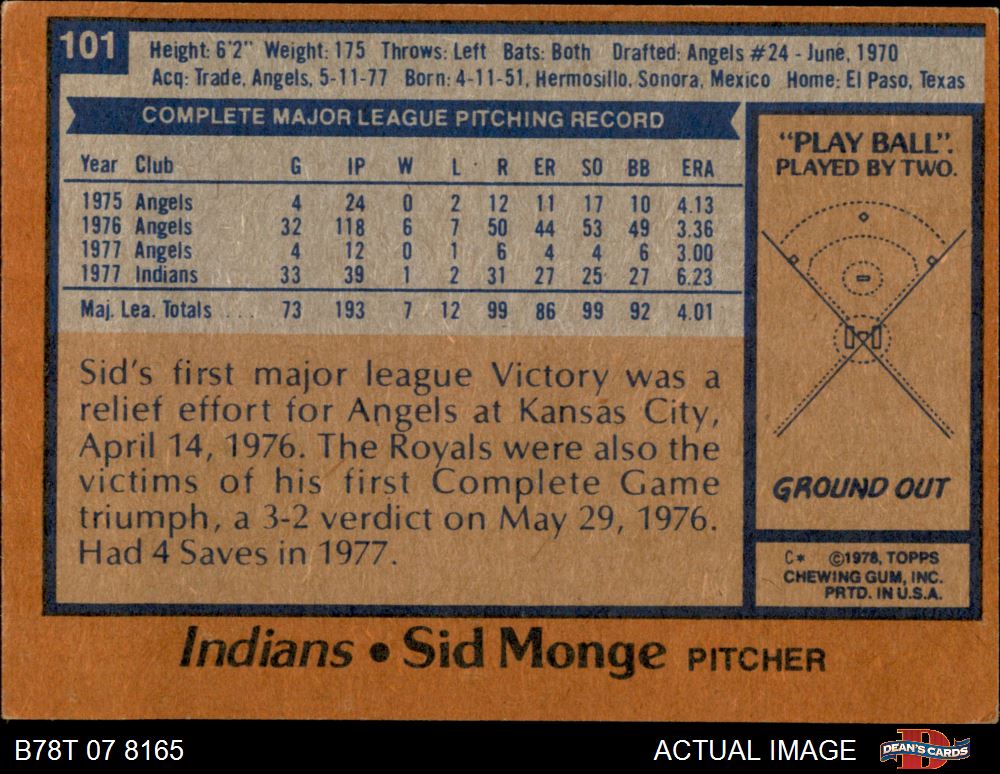 101
Height: 6'2" Weight: 175 Throws: Left Bats: Both Drafted: Angels #24 - June, 1970
Acq: Trade, Angels, 5-11-77 Born: 4-11-51, Hermosillo, Sonora, Mexico Home: El Paso, Texas
COMPLETE MAJOR LEAGUE PITCHING RECORD
Year Club G IP W L R ER SO BB ERA
1975 Angels 4 24 0 2 12 11 17 10 4.13
1976 Angels 32 118 6 7 50 44 53 49 3.36
1977 Angels 4 12 0 1 6 4 4 6 3.00
1977 Indians 33 39 1 2 31 27 25 27 6.23
Maj. Lea. Totals . . . 73 193 7 12 99 86 99 92 4.01
Sid's first major league Victory was a
relief effort for Angels at Kansas City,
April 14, 1976. The Royals were also the
victims of his first Complete Game
triumph, a 3-2 verdict on May 29, 1976.
Had 4 Saves in 1977.
"PLAY BALL".
PLAYED BY TWO.
GROUND OUT
C* ©1978, TOPPS
CHEWING GUM, INC.
PRTD. IN U.S.A.
Indians • Sid Monge PITCHER
B78T 07 8165
ACTUAL IMAGE
DEAN'S CARDS